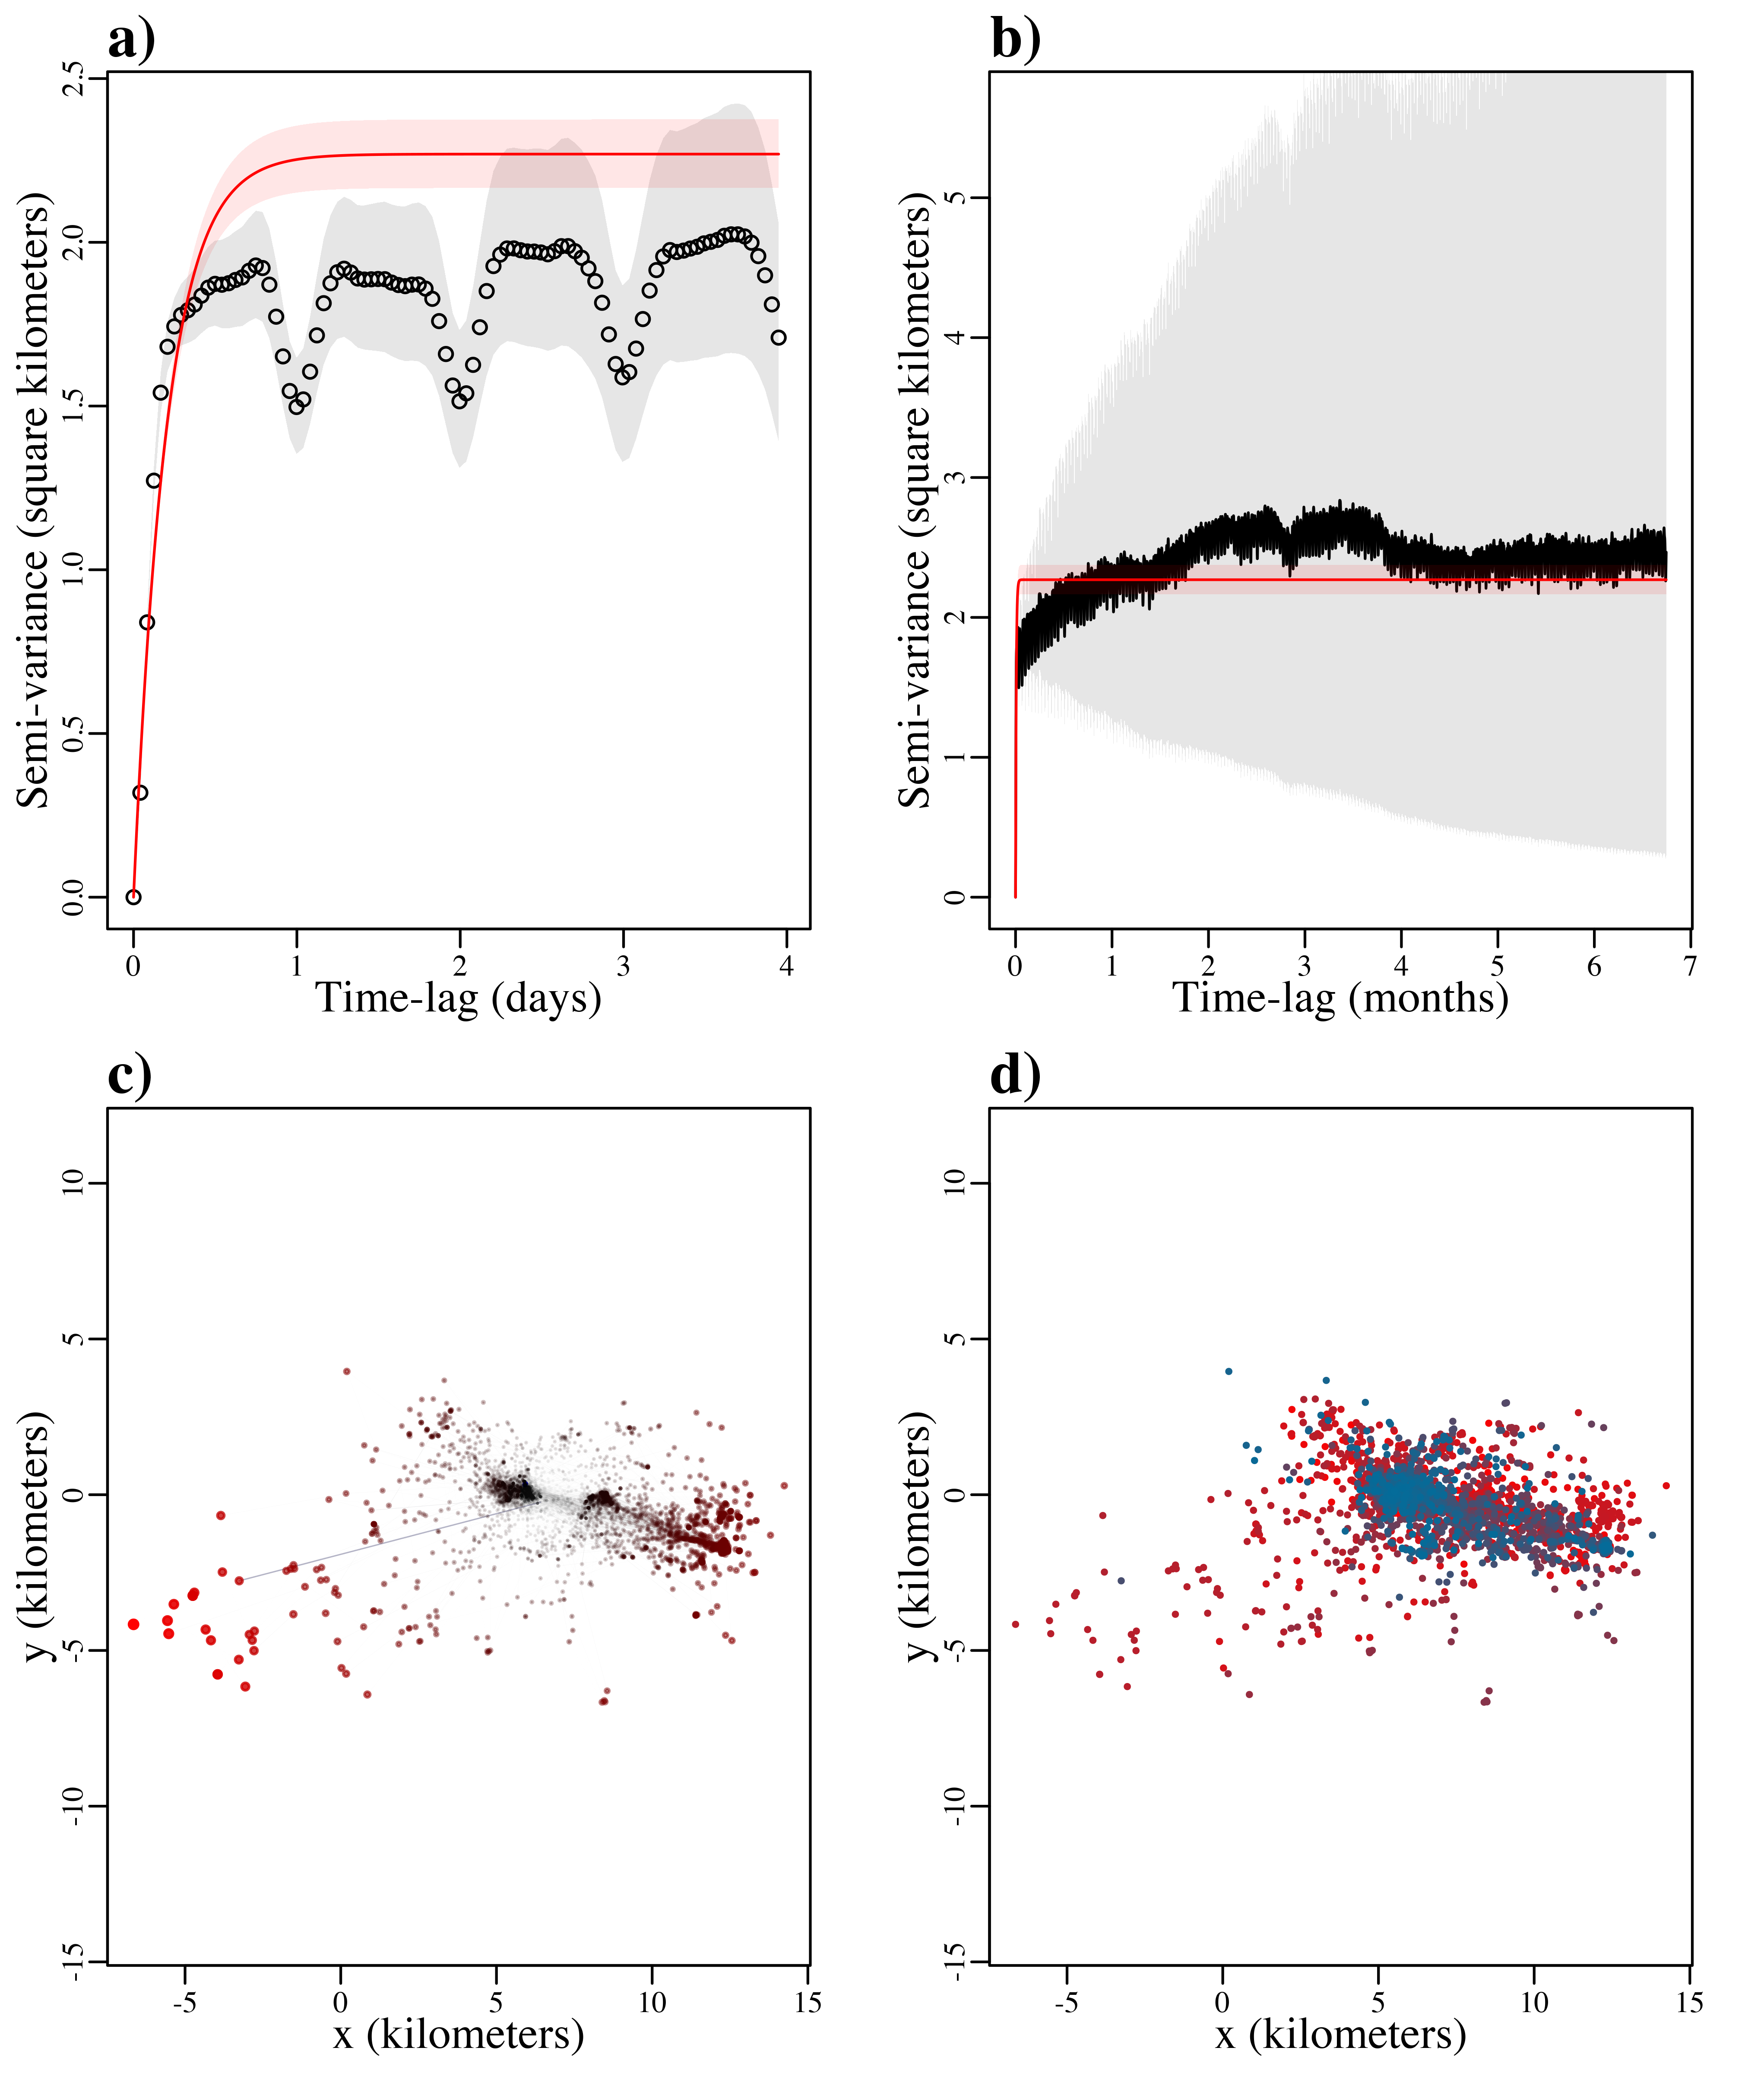 a)
2.5
2.0
1.5
1.0
0.5
0.0
Semi-variance (square kilometers)
0 1 2 3 4
Time-lag (days)
b)
5
4
3
2
1
0
Semi-variance (square kilometers)
0 1 2 3 4 5 6 7
Time-lag (months)
c)
10
5
0
-5
-10
-15
y (kilometers)
-5 0 5 10 15
x (kilometers)
d)
10
5
0
-5
-10
-15
y (kilometers)
-5 0 5 10 15
x (kilometers)